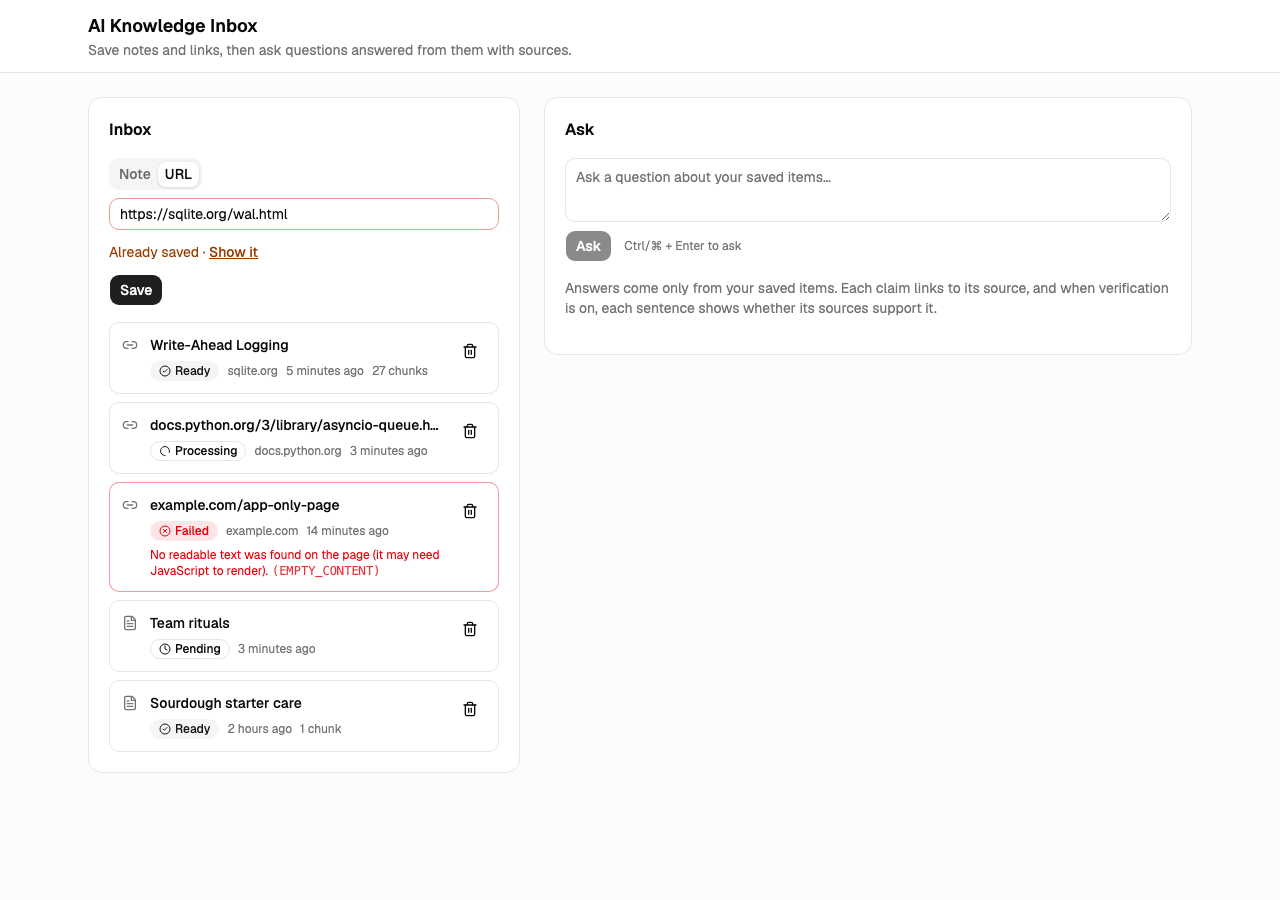 AI Knowledge Inbox
Save notes and links, then ask questions answered from them with sources.
Inbox
Note URL
https://sqlite.org/wal.html
Already saved · Show it
Save
Write-Ahead Logging
Ready sqlite.org 5 minutes ago 27 chunks
docs.python.org/3/library/asyncio-queue.h…
Processing docs.python.org 3 minutes ago
example.com/app-only-page
Failed example.com 14 minutes ago
No readable text was found on the page (it may need
JavaScript to render). (EMPTY_CONTENT)
Team rituals
Pending 3 minutes ago
Sourdough starter care
Ready 2 hours ago 1 chunk
Ask
Ask a question about your saved items…
Ask Ctrl/⌘ + Enter to ask
Answers come only from your saved items. Each claim links to its source, and when verification
is on, each sentence shows whether its sources support it.